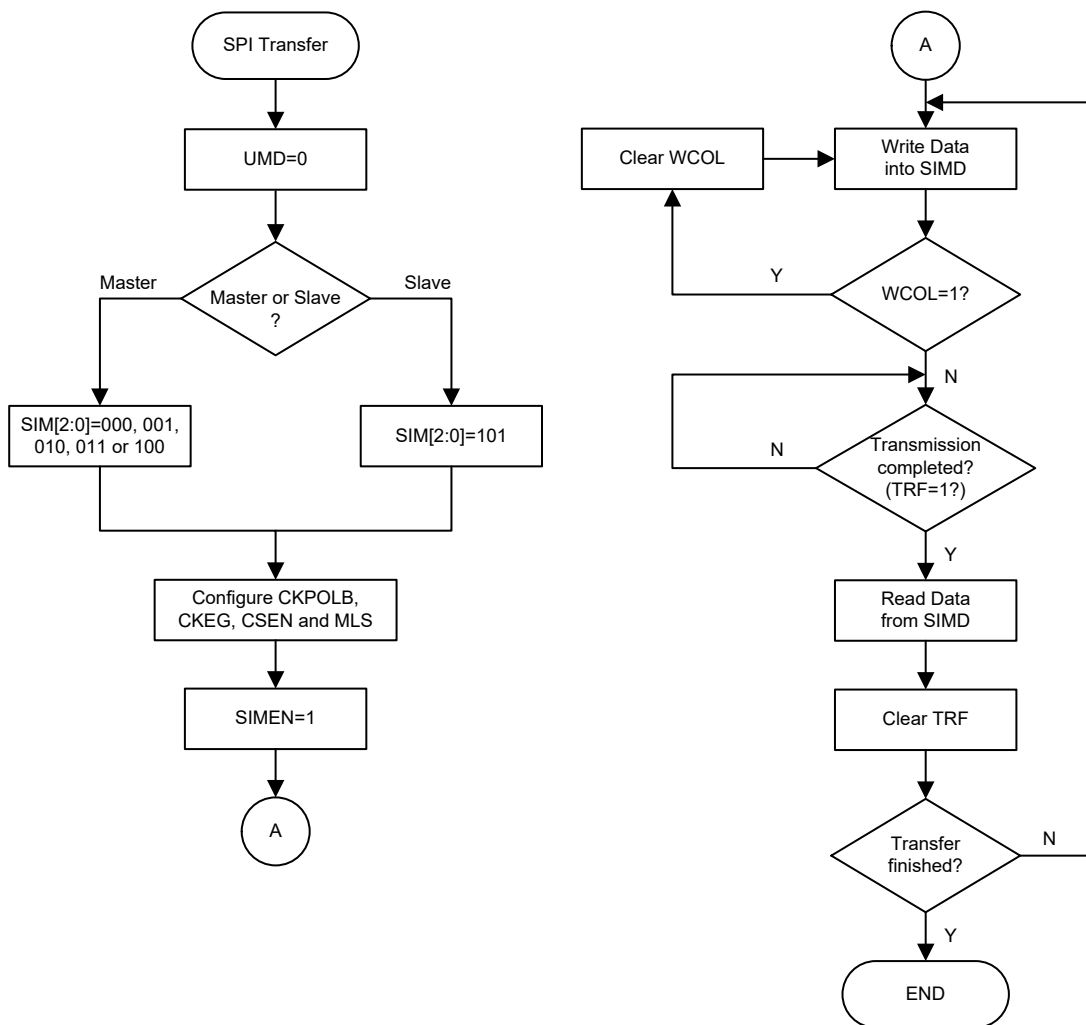 SPI Transfer
UMD=0
Master
Slave
Master or Slave
?
SIM[2:0]=000, 001,
010, 011 or 100
SIM[2:0]=101
Configure CKPOLB,
CKEG, CSEN and MLS
SIMEN=1
A
A
Clear WCOL
Write Data
into SIMD
Y
WCOL=1?
N
N
Transmission
completed?
(TRF=1?)
Y
Read Data
from SIMD
Clear TRF
Transfer
finished?
N
Y
END